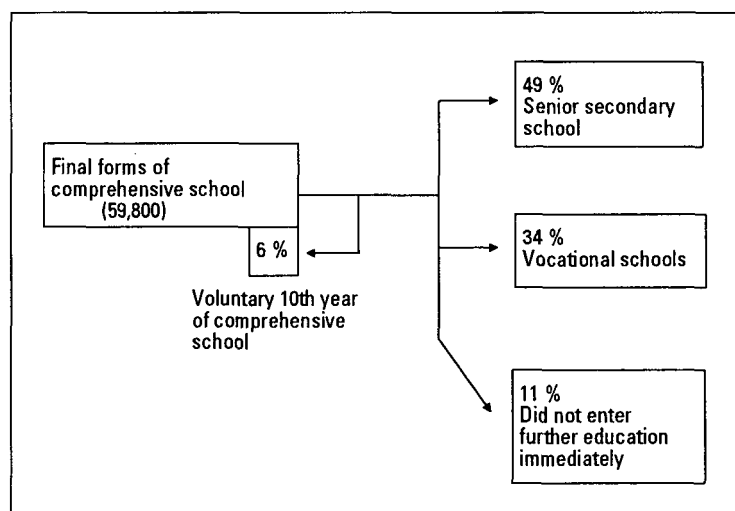 Final forms of
comprehensive school
(59,800)
6 %
Voluntary 10th year
of comprehensive
school
49 %
Senior secondary
school
34 %
Vocational schools
11 %
Did not enter
further education
immediately